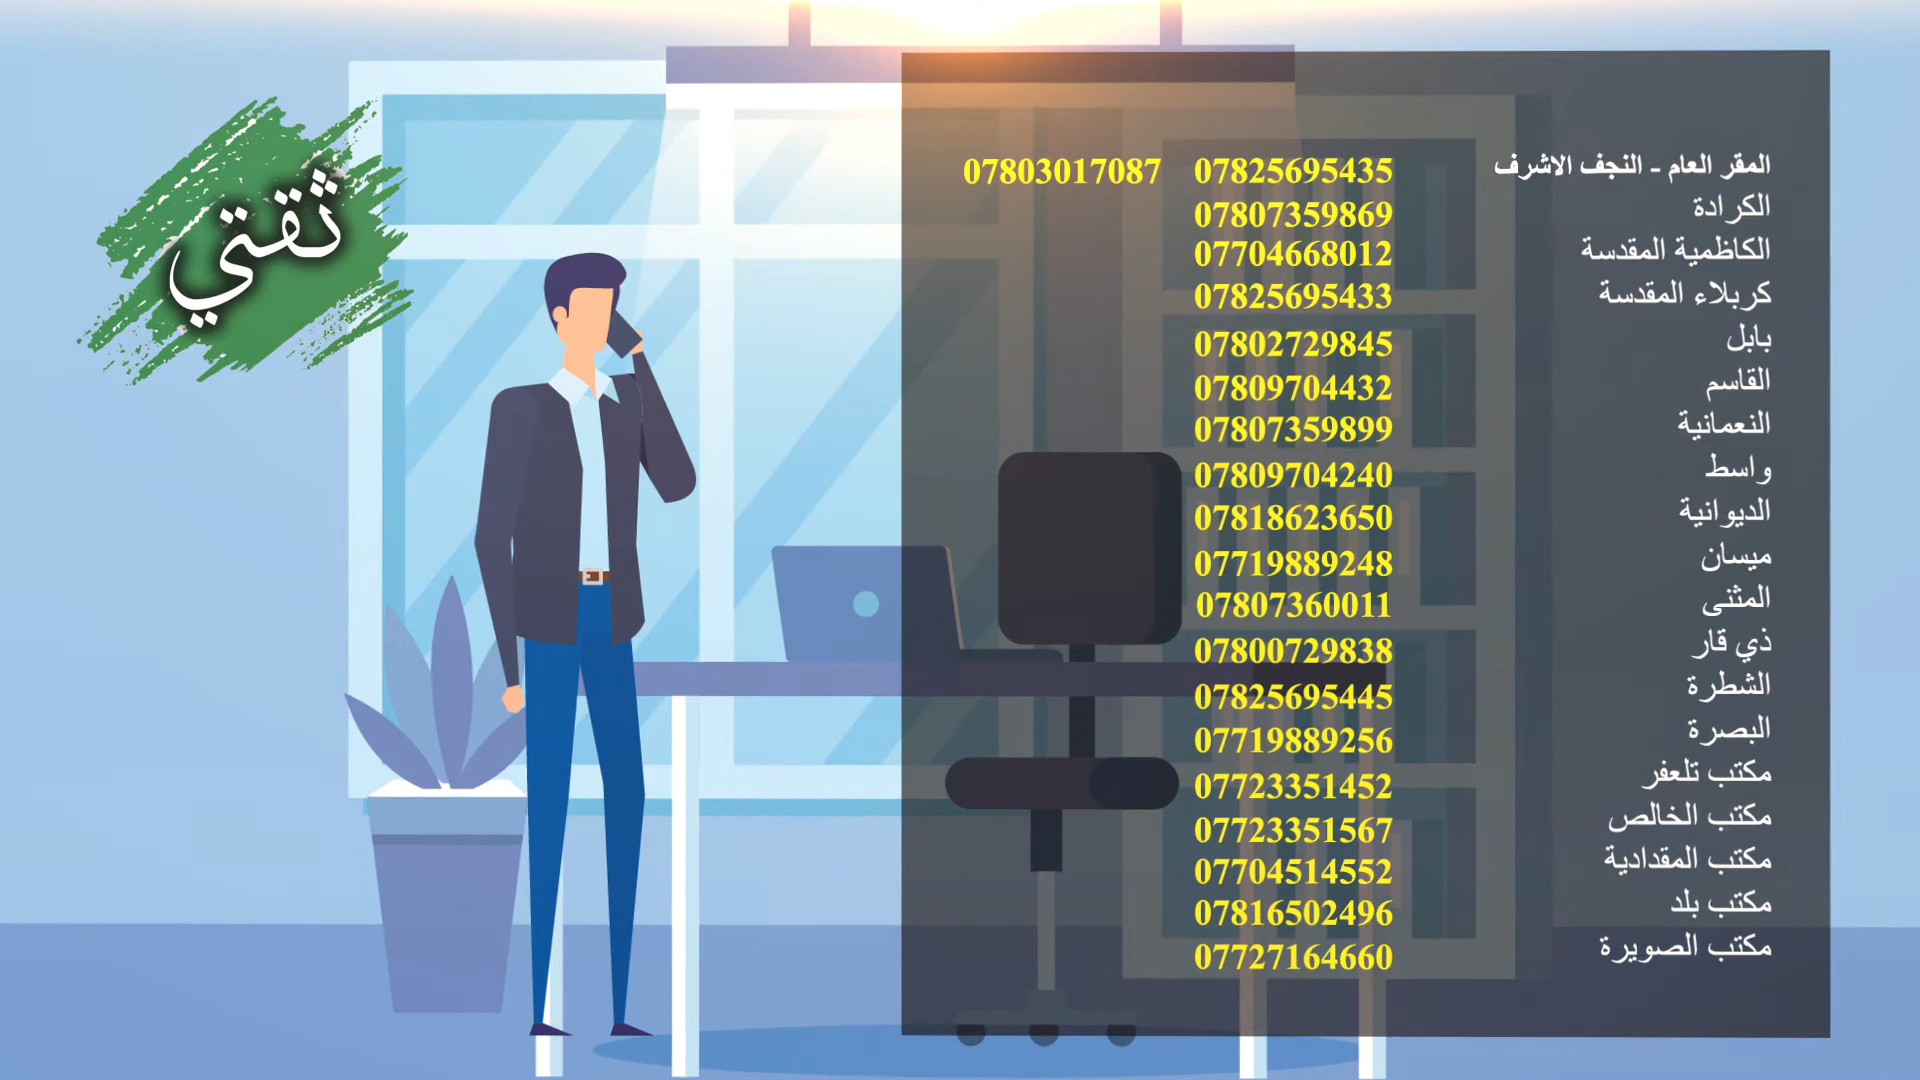 ثقتي
المقر العام - النجف الاشرف 07825695435 07803017087
الكرادة 07807359869
الكاظمية المقدسة 07704668012
كربلاء المقدسة 07825695433
بابل 07802729845
القاسم 07809704432
النعمانية 07807359899
واسط 07809704240
الديوانية 07818623650
ميسان 07719889248
المثنى 07807360011
ذي قار 07800729838
الشطرة 07825695445
البصرة 07719889256
مكتب تلعفر 07723351452
مكتب الخالص 07723351567
مكتب المقدادية 07704514552
مكتب بلد 07816502496
مكتب الصويرة 07727164660